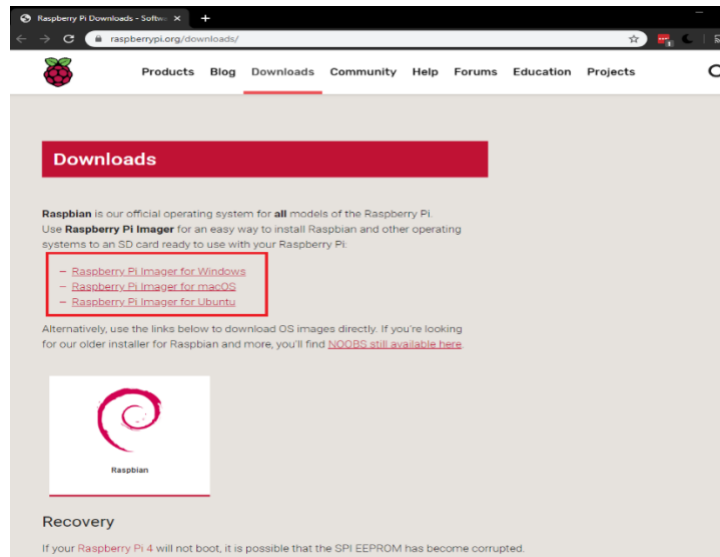 Raspberry Pi Downloads - Softw
raspberrypi.org/downloads/
Products Blog Downloads Community Help Forums Education Projects
Downloads
Raspbian is our official operating system for all models of the Raspberry Pi.
Use Raspberry Pi Imager for an easy way to install Raspbian and other operating
systems to an SD card ready to use with your Raspberry Pi:
– Raspberry Pi Imager for Windows
– Raspberry Pi Imager for macOS
– Raspberry Pi Imager for Ubuntu
Alternatively, use the links below to download OS images directly. If you're looking
for our older installer for Raspbian and more, you'll find NOOBS still available here.
Raspbian
Recovery
If your Raspberry Pi 4 will not boot, it is possible that the SPI EEPROM has become corrupted.